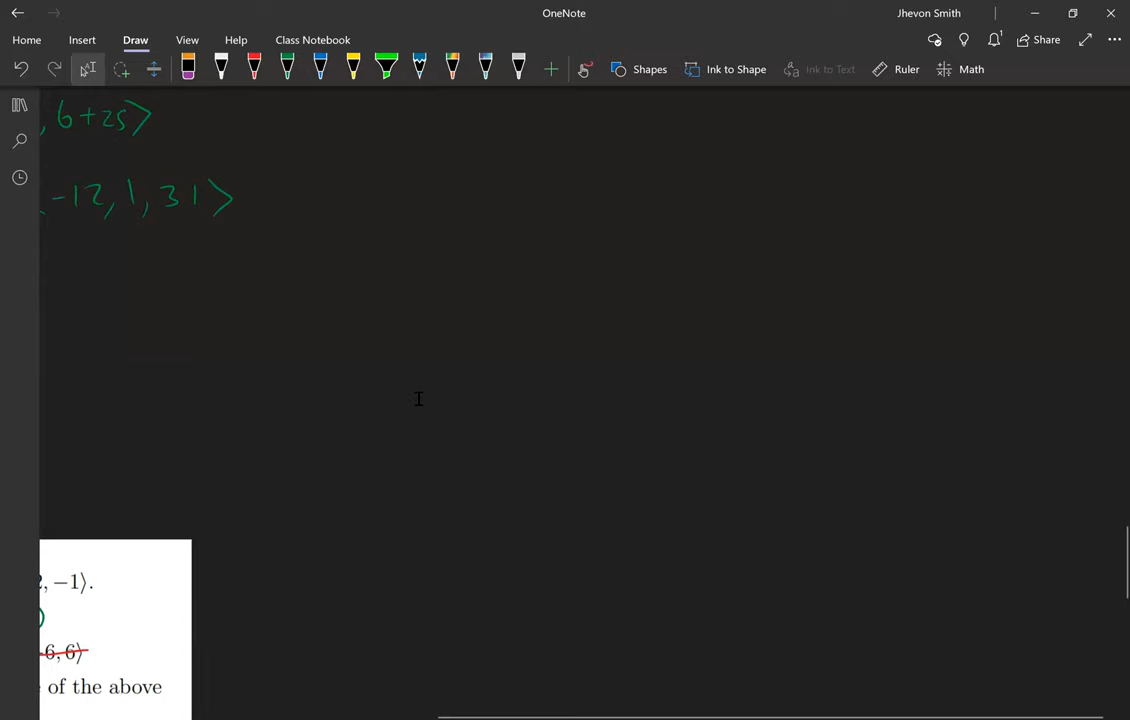 OneNote
Jhevon Smith
Home Insert Draw View Help Class Notebook
1
Share
Shapes
Ink to Shape
Ink to Text
Ruler
Math
, 6+25>
-12, 1, 31>
2, −1⟩.
)
-6, 6⟩
of the above